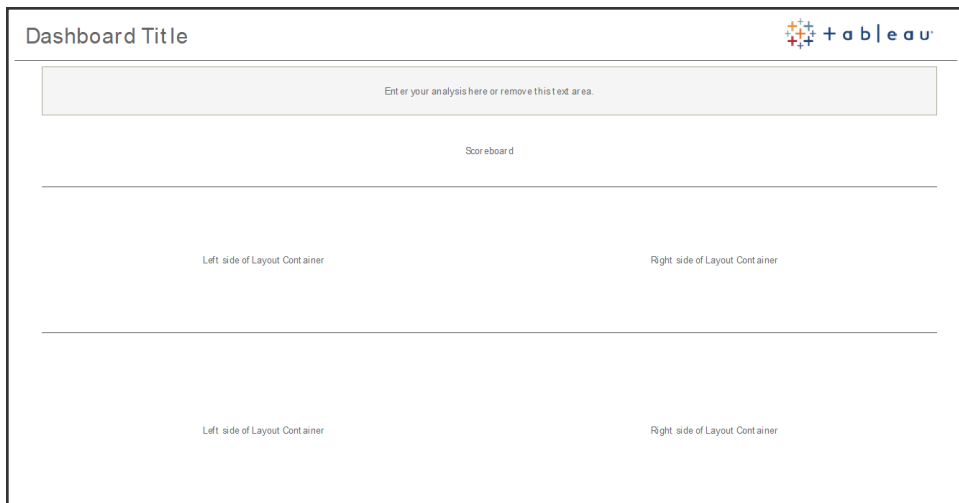 Dashboard Title
+ a b | e a u
Enter your analysis here or remove this text area.
Scoreboard
Left side of Layout Container
Right side of Layout Container
Left side of Layout Container
Right side of Layout Container